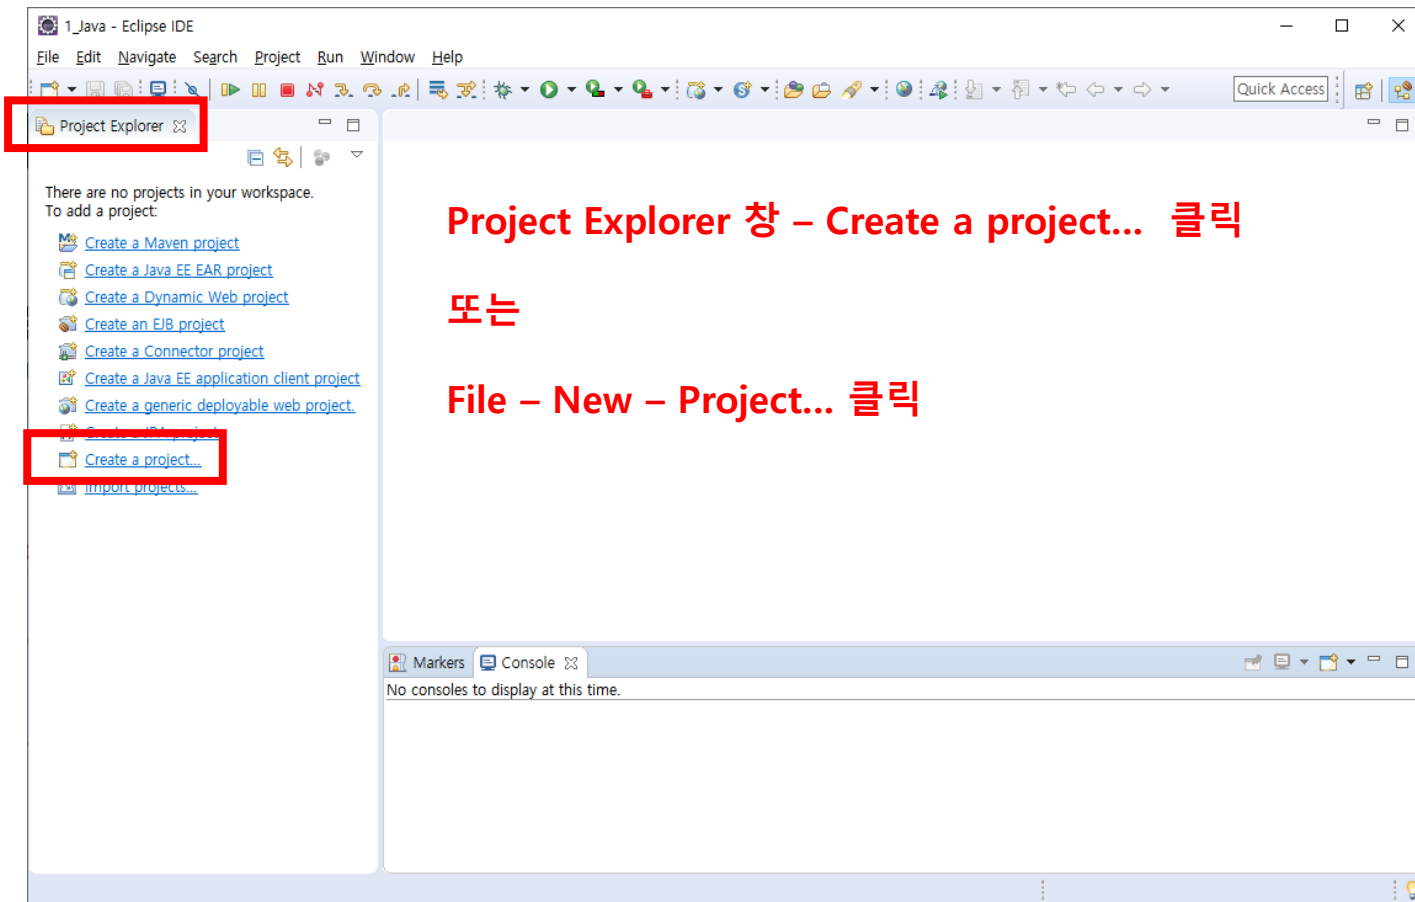 1_Java - Eclipse IDE
File Edit Navigate Search Project Run Window Help
Quick Access
Project Explorer
There are no projects in your workspace.
To add a project:
Create a Maven project
Create a Java EE EAR project
Create a Dynamic Web project
Create an EJB project
Create a Connector project
Create a Java EE application client project
Create a generic deployable web project.
Create a JPA project
Create a project...
Import projects...
Project Explorer 창 – Create a project... 클릭
또는
File – New – Project... 클릭
Markers Console
No consoles to display at this time.